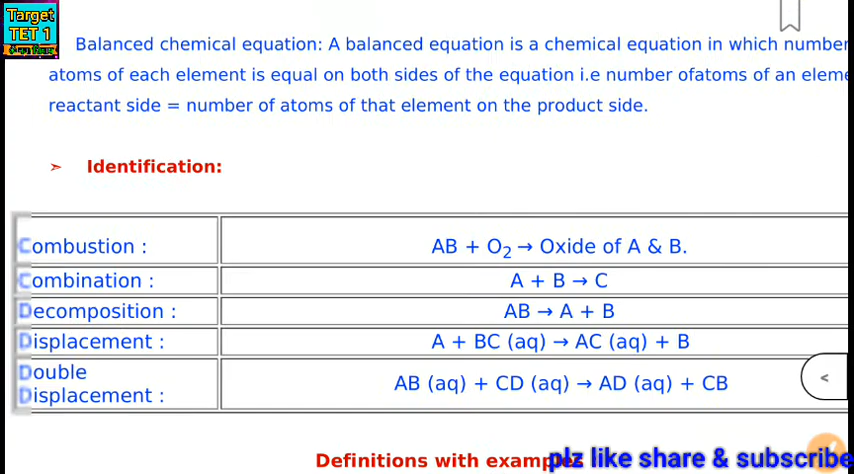 Target
TET 1
Balanced chemical equation: A balanced equation is a chemical equation in which number
atoms of each element is equal on both sides of the equation i.e number ofatoms of an eleme
reactant side = number of atoms of that element on the product side.
➢ Identification:
Combustion : AB + O₂ → Oxide of A & B.
Combination : A + B → C
Decomposition : AB → A + B
Displacement : A + BC (aq) → AC (aq) + B
Double
Displacement : AB (aq) + CD (aq) → AD (aq) + CB
<
Definitions with examples
plz like share & subscribe